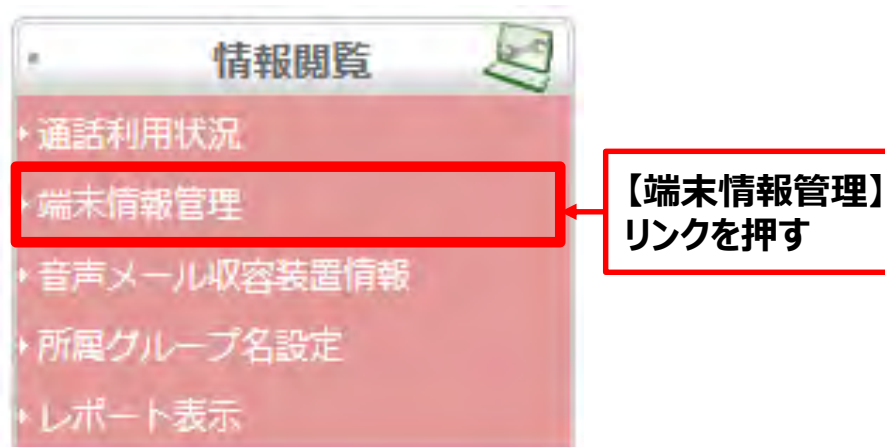 情報閲覧
通話利用状況
端末情報管理
音声メール収容装置情報
所属グループ名設定
レポート表示
【端末情報管理】
リンクを押す